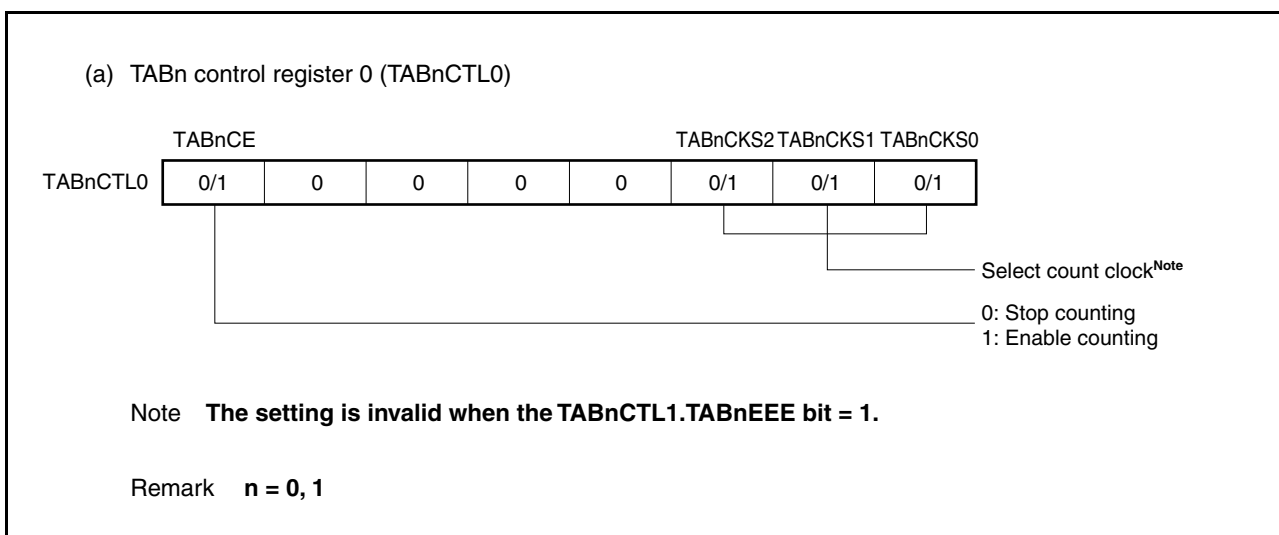 (a) TABn control register 0 (TABnCTL0)
TABnCE TABnCKS2 TABnCKS1 TABnCKS0
TABnCTL0 0/1 0 0 0 0 0/1 0/1 0/1
Select count clockNote
0: Stop counting
1: Enable counting
Note The setting is invalid when the TABnCTL1.TABnEEE bit = 1.
Remark n = 0, 1